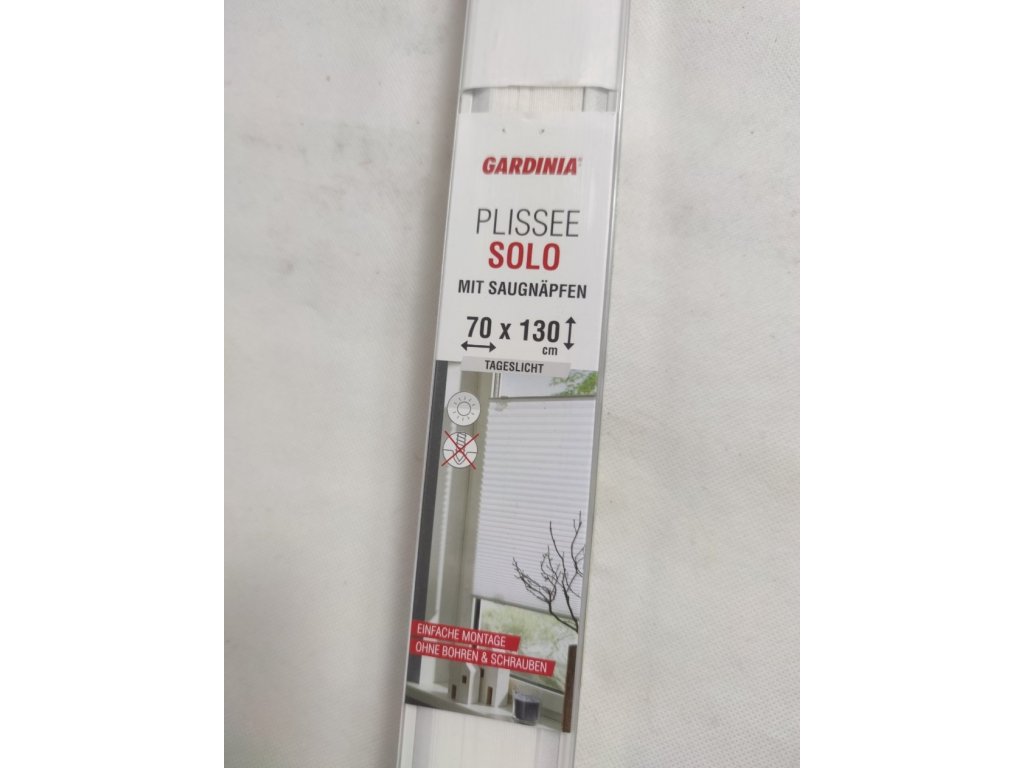 GARDINIA®
PLISSEE
SOLO
MIT SAUGNÄPFEN
70 x 130
cm
TAGESLICHT
EINFACHE MONTAGE
OHNE BOHREN & SCHRAUBEN